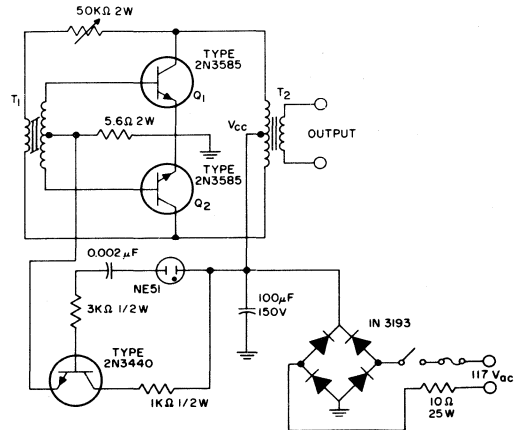 50KΩ 2W
TYPE
2N3585
Q1
T1
5.6Ω 2W
VCC
T2
OUTPUT
TYPE
2N3585
Q2
0.002µF
NE51
3KΩ 1/2W
100µF
150V
IN 3193
TYPE
2N3440
117 Vac
1KΩ 1/2W
10Ω
25W